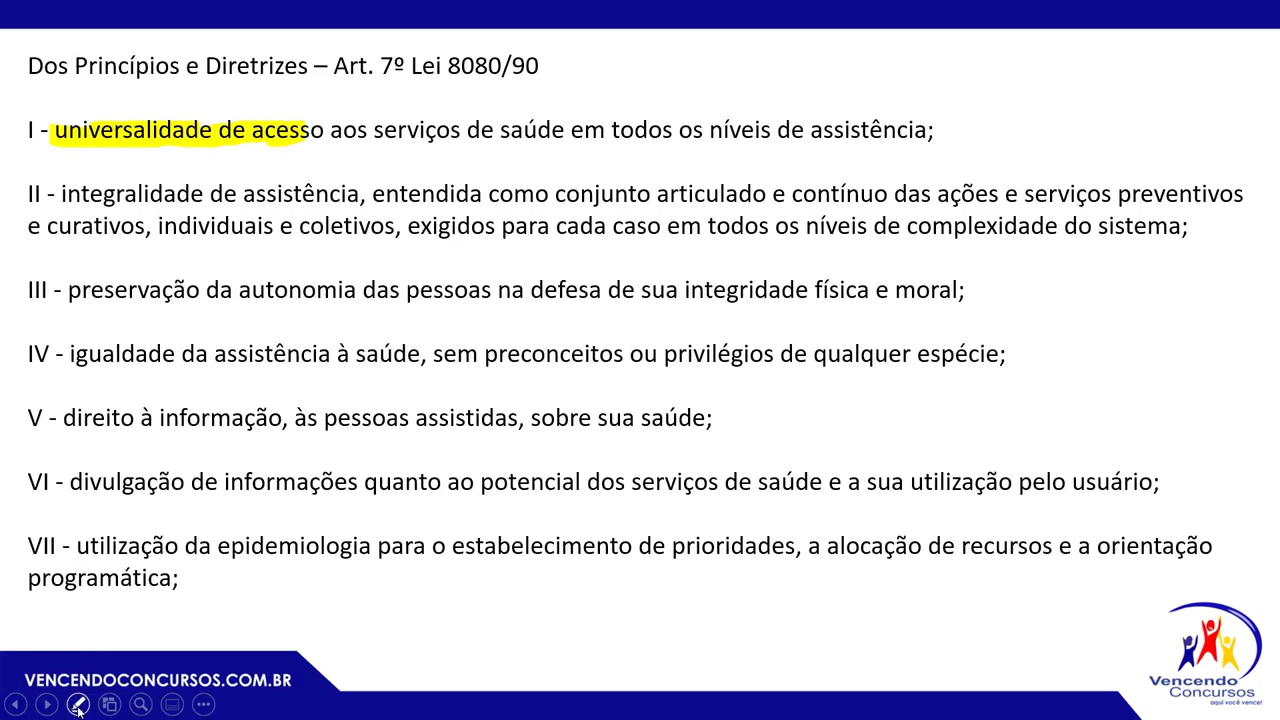 Dos Princípios e Diretrizes – Art. 7º Lei 8080/90
I - universalidade de acesso aos serviços de saúde em todos os níveis de assistência;
II - integralidade de assistência, entendida como conjunto articulado e contínuo das ações e serviços preventivos
e curativos, individuais e coletivos, exigidos para cada caso em todos os níveis de complexidade do sistema;
III - preservação da autonomia das pessoas na defesa de sua integridade física e moral;
IV - igualdade da assistência à saúde, sem preconceitos ou privilégios de qualquer espécie;
V - direito à informação, às pessoas assistidas, sobre sua saúde;
VI - divulgação de informações quanto ao potencial dos serviços de saúde e a sua utilização pelo usuário;
VII - utilização da epidemiologia para o estabelecimento de prioridades, a alocação de recursos e a orientação
programática;
VENCENDOCONCURSOS.COM.BR
Vencendo
Concursos
aqui você vence!